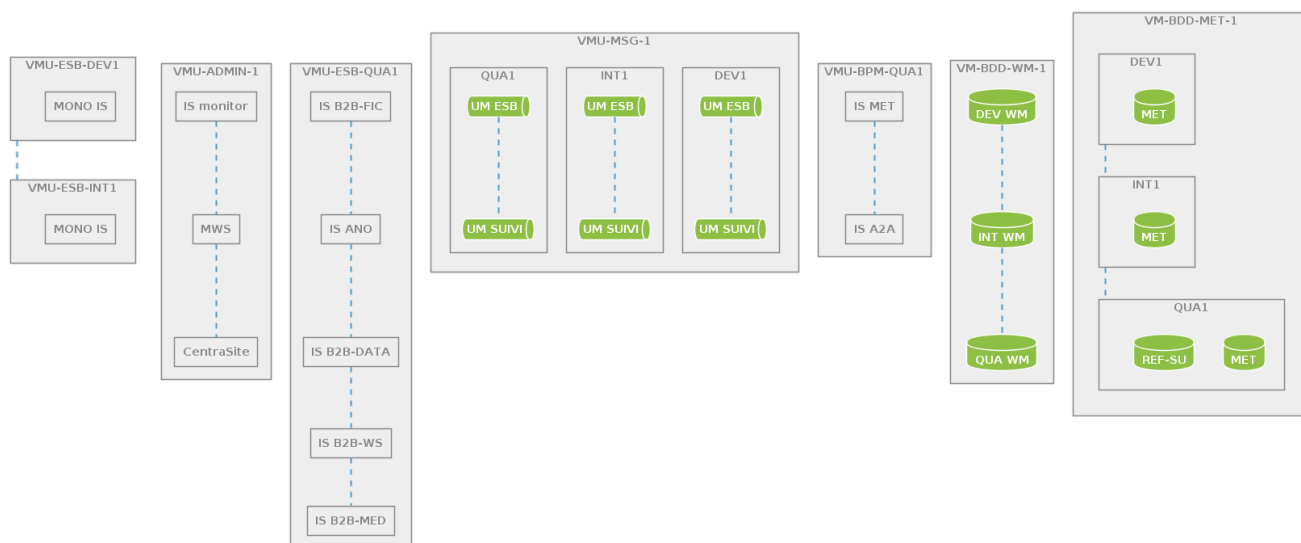 VMU-ESB-DEV1
MONO IS
VMU-ESB-INT1
MONO IS
VMU-ADMIN-1
IS monitor
MWS
CentraSite
VMU-ESB-QUA1
IS B2B-FIC
IS ANO
IS B2B-DATA
IS B2B-WS
IS B2B-MED
VMU-MSG-1
QUA1
UM ESB
UM SUIVI
INT1
UM ESB
UM SUIVI
DEV1
UM ESB
UM SUIVI
VMU-BPM-QUA1
IS MET
IS A2A
VM-BDD-WM-1
DEV WM
INT WM
QUA WM
VM-BDD-MET-1
DEV1
MET
INT1
MET
QUA1
REF-SU
MET